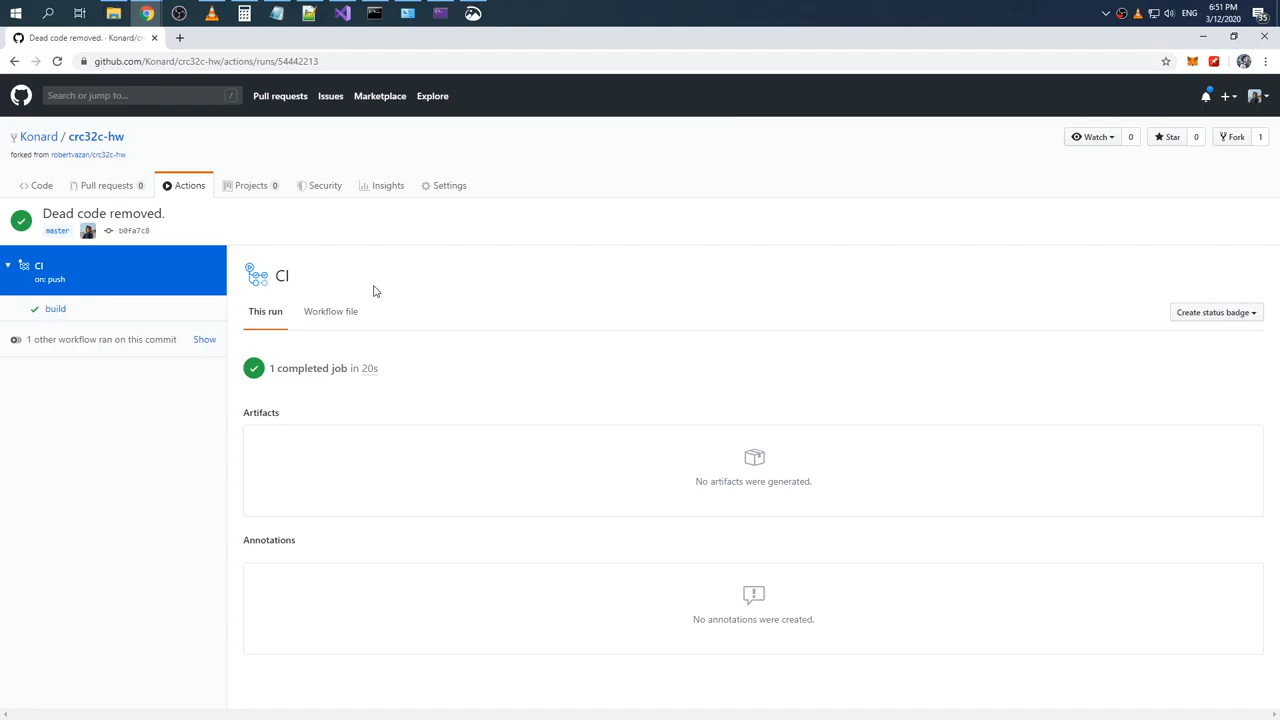 ENG
6:51 PM
3/12/2020
35
Dead code removed. · Konard/cr
github.com/Konard/crc32c-hw/actions/runs/54442213
Search or jump to...
/
Pull requests
Issues
Marketplace
Explore
Konard / crc32c-hw
forked from robertvazan/crc32c-hw
Watch 0
Star 0
Fork 1
Code
Pull requests 0
Actions
Projects 0
Security
Insights
Settings
Dead code removed.
master
b0fa7c8
CI
on: push
build
1 other workflow ran on this commit
Show
CI
This run
Workflow file
Create status badge
1 completed job in 20s
Artifacts
No artifacts were generated.
Annotations
No annotations were created.